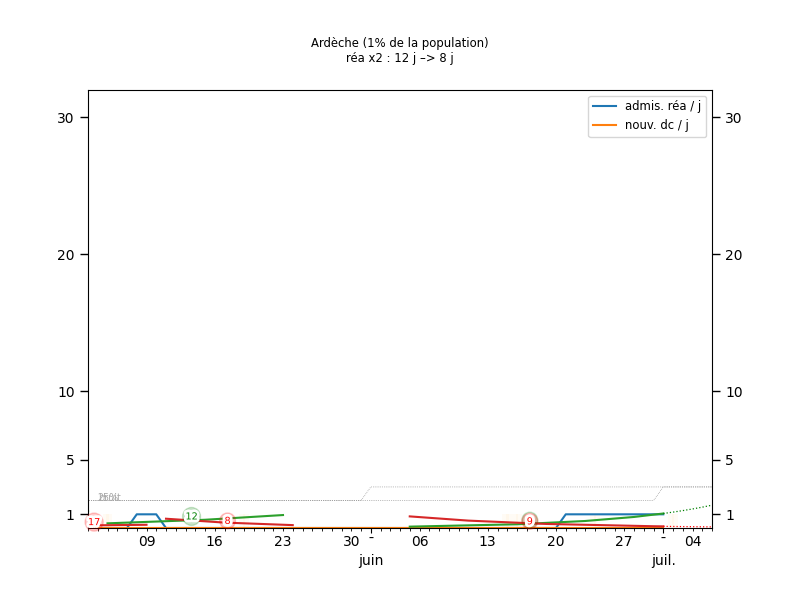 Ardèche (1% de la population)
réa x2 : 12 j –> 8 j
admis. réa / j
nouv. dc / j
30 30
20 20
10 10
5 5
1 1
17 12 8 9
09 16 23 30 - 06 13 20 27 - 04
juin juil.